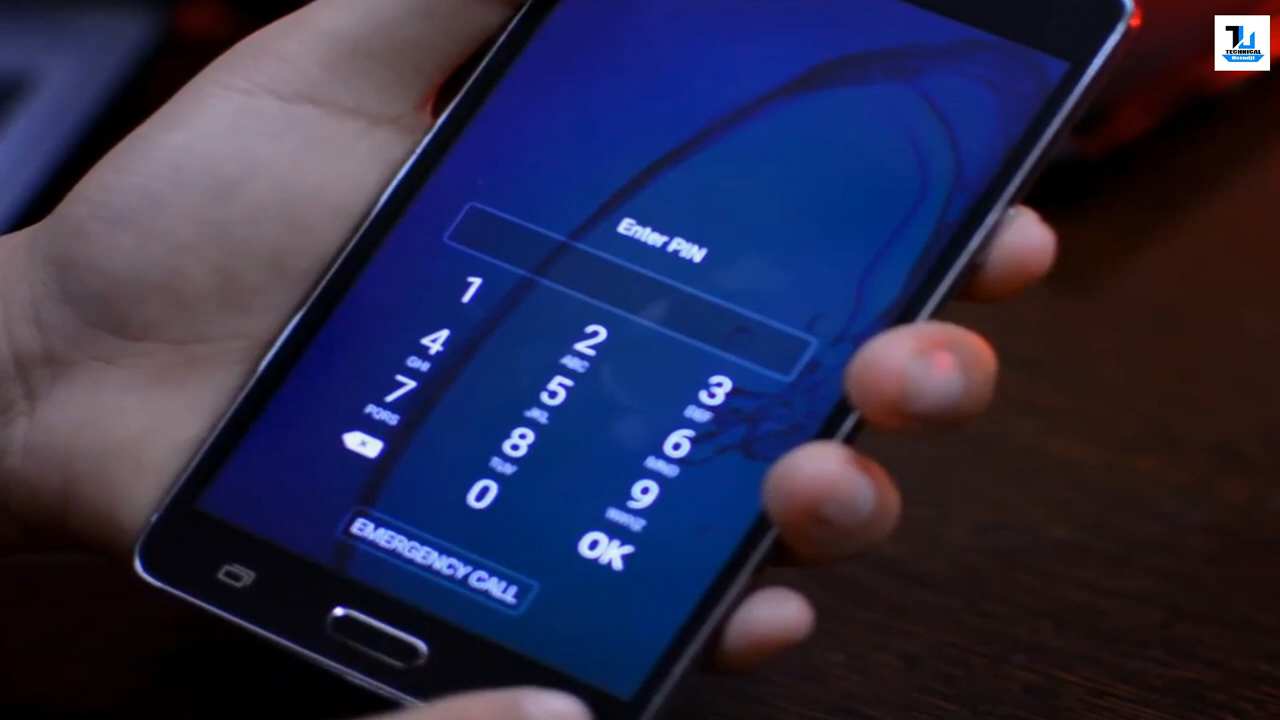 TECHNICAL
Enter PIN
1
2
ABC
3
DEF
4
GHI
5
JKL
6
MNO
7
PQRS
8
TUV
9
WXYZ
0
OK
EMERGENCY CALL